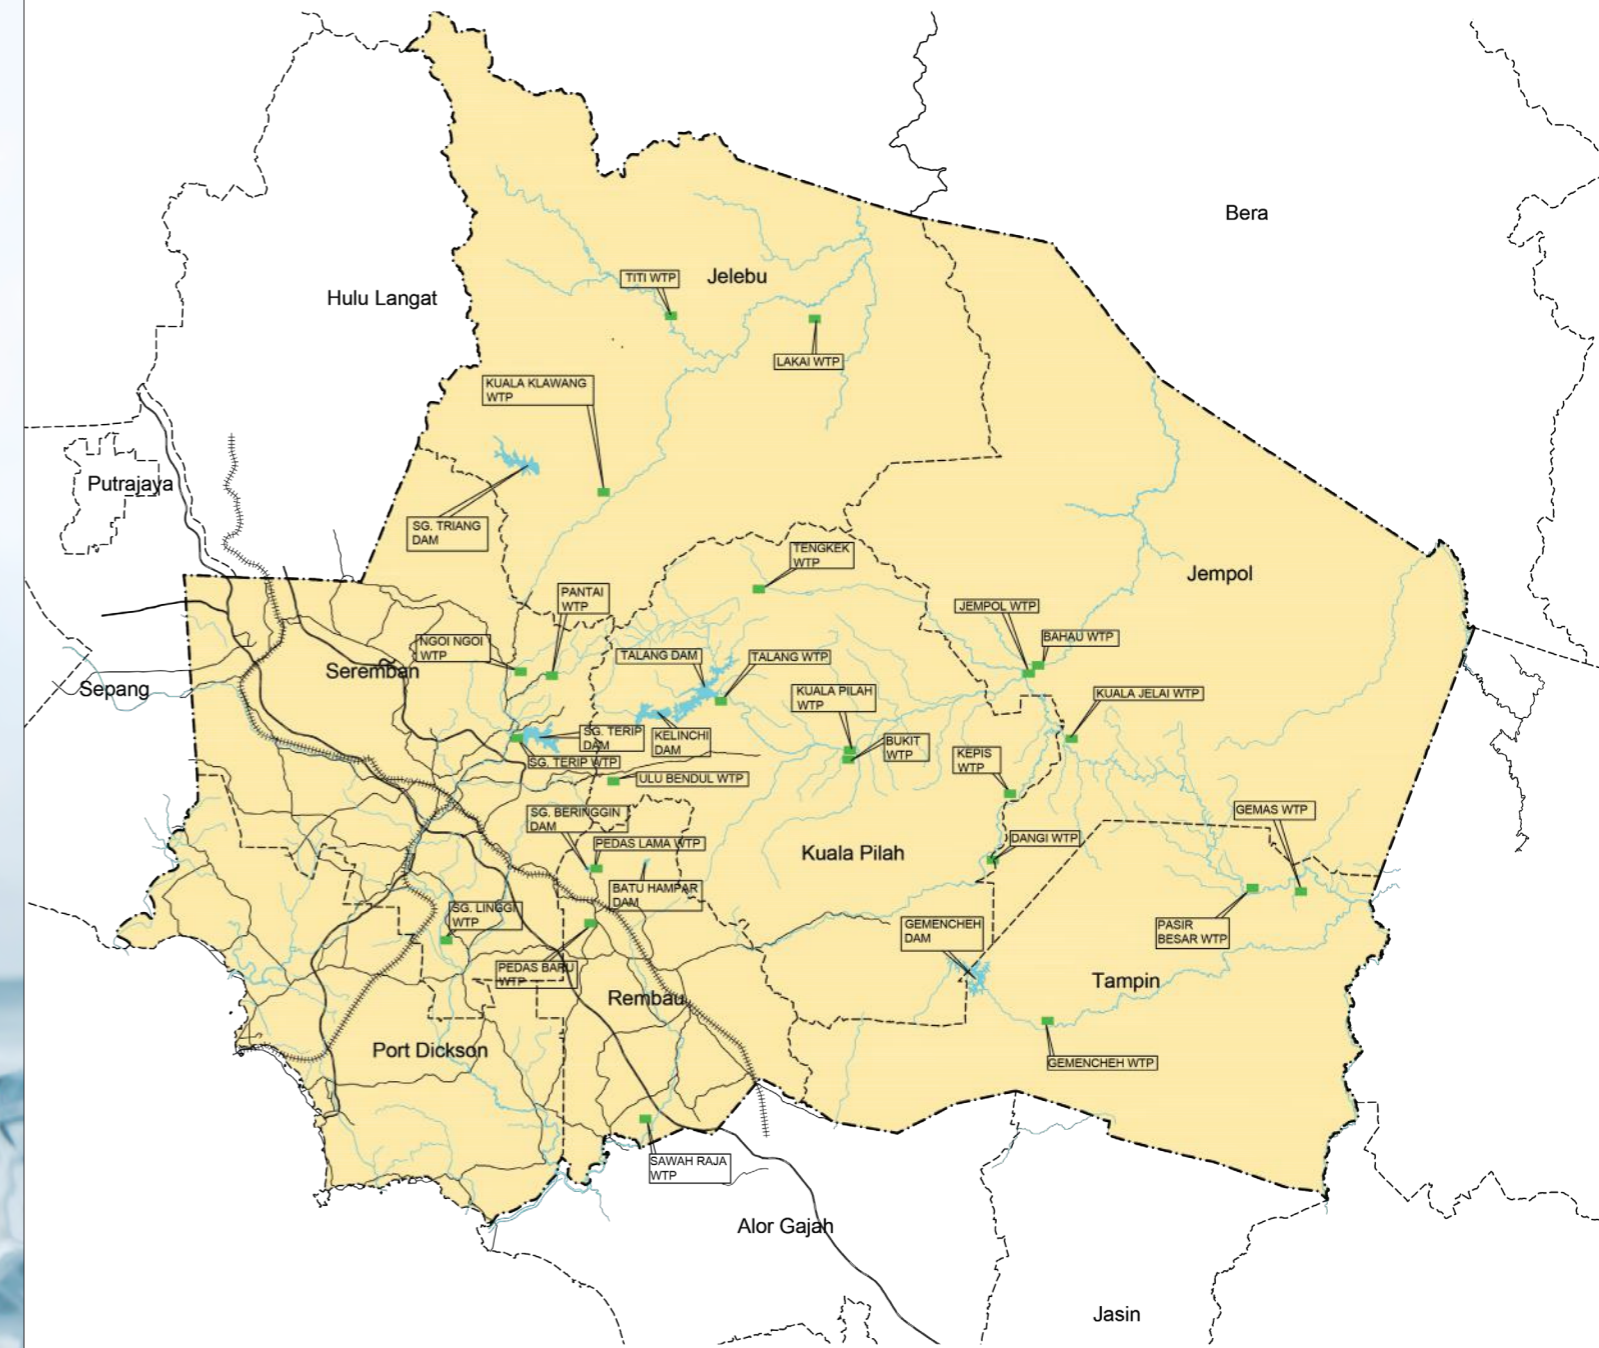 Bera
TITI WTP
Jelebu
Hulu Langat
LAKAI WTP
KUALA KLAWANG
WTP
Putrajaya
SG. TRIANG
DAM
TENGKEK
WTP
Jempol
PANTAI
WTP
JEMPOL WTP
BAHAU WTP
NGOI NGOI
WTP
Seremban
TALANG DAM
TALANG WTP
Sepang
KUALA PILAH
WTP
KUALA JELAI WTP
SG. TERIP
DAM
KELINCHI
DAM
BUKIT
WTP
KEPIS
WTP
SG. TERIP WTP
ULU BENDUL WTP
SG. BERINGGIN
DAM
GEMAS WTP
PEDAS LAMA WTP
DANGI WTP
Kuala Pilah
BATU HAMPAR
DAM
SG. LINGGI
WTP
GEMENCHEH
DAM
PASIR
BESAR WTP
PEDAS BARU
WTP
Tampin
Rembau
Port Dickson
GEMENCHEH WTP
SAWAH RAJA
WTP
Alor Gajah
Jasin